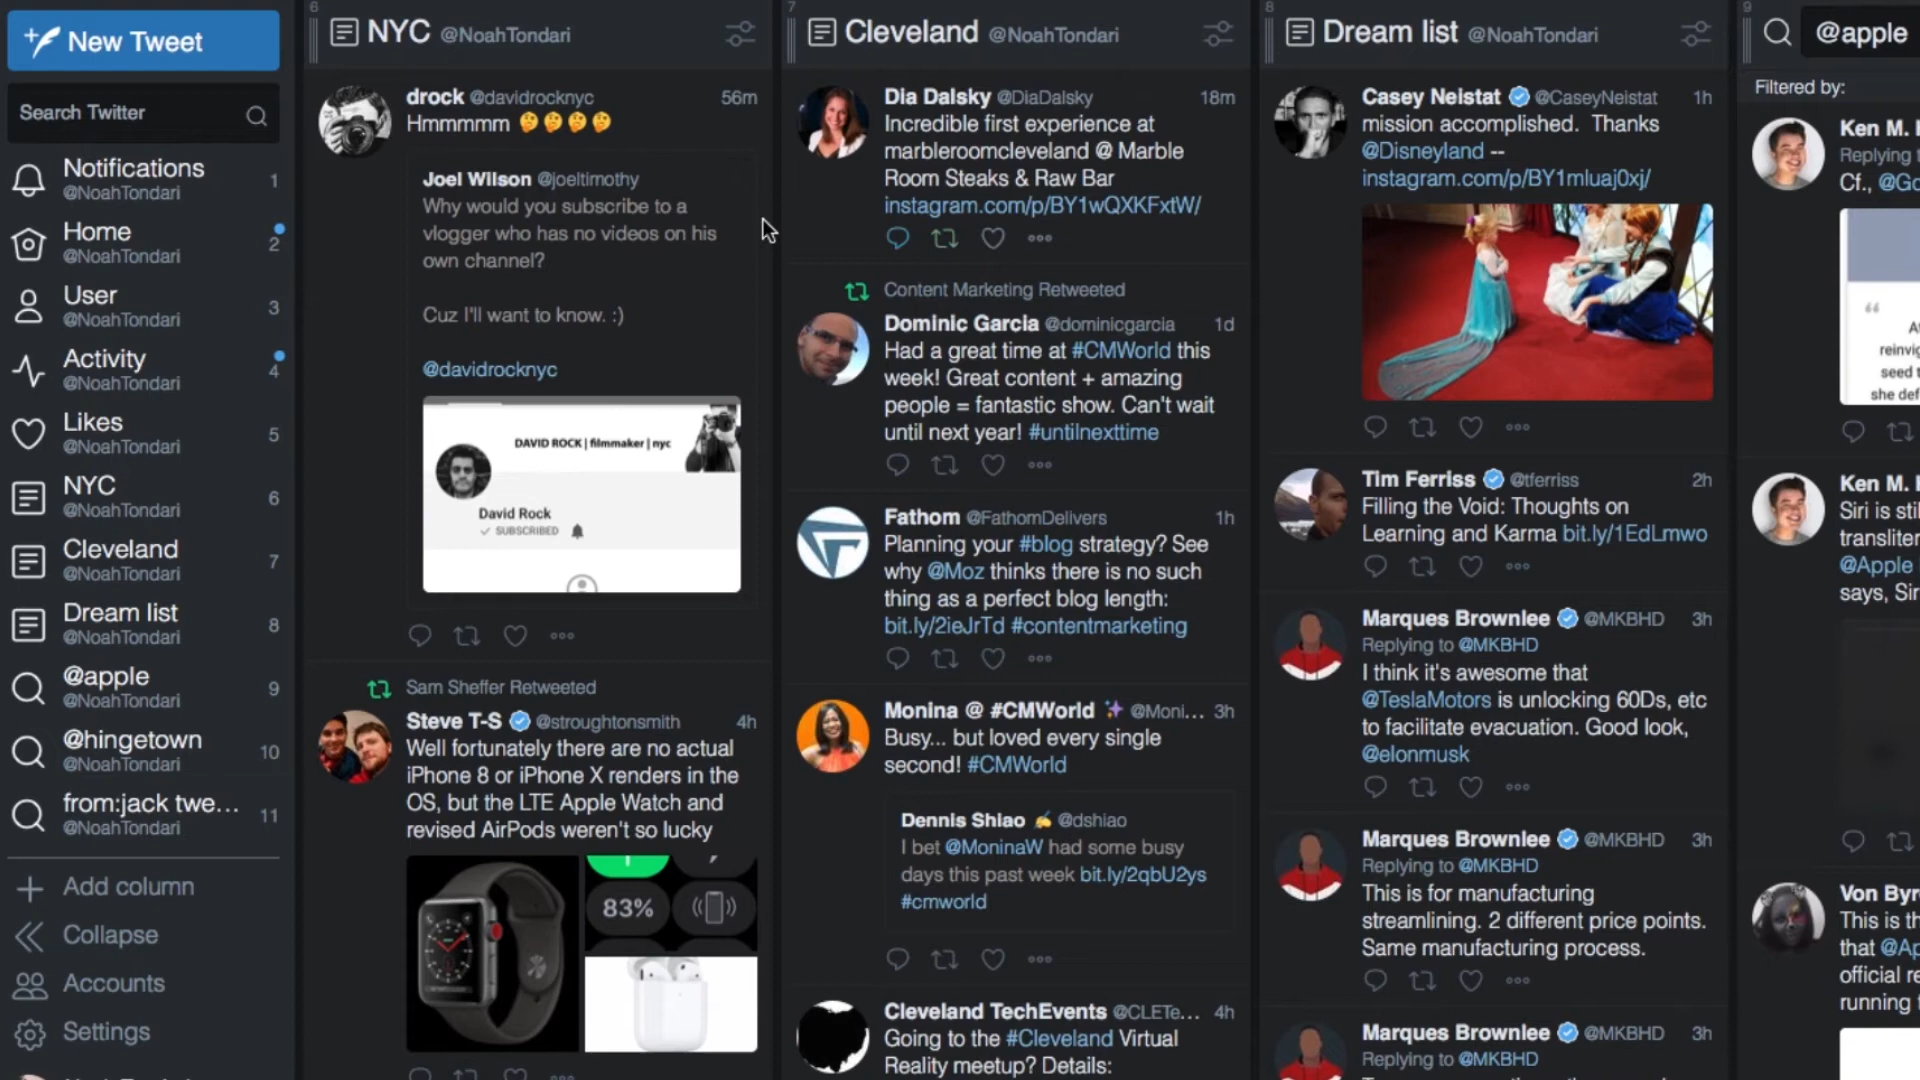 New Tweet
Search Twitter
Notifications
@NoahTondari
1
Home
@NoahTondari
2
User
@NoahTondari
3
Activity
@NoahTondari
4
Likes
@NoahTondari
5
NYC
@NoahTondari
6
Cleveland
@NoahTondari
7
Dream list
@NoahTondari
8
@apple
@NoahTondari
9
@hingetown
@NoahTondari
10
from:jack twe...
@NoahTondari
11
Add column
Collapse
Accounts
Settings
6
NYC @NoahTondari
drock @davidrocknyc 56m
Hmmmmm 🤔🤔🤔🤔
Joel Wilson @joeltimothy
Why would you subscribe to a
vlogger who has no videos on his
own channel?
Cuz I'll want to know. :)
@davidrocknyc
DAVID ROCK | filmmaker | nyc
David Rock
SUBSCRIBED
Sam Sheffer Retweeted
Steve T-S @stroughtonsmith 4h
Well fortunately there are no actual
iPhone 8 or iPhone X renders in the
OS, but the LTE Apple Watch and
revised AirPods weren't so lucky
83%
7
Cleveland @NoahTondari
Dia Dalsky @DiaDalsky 18m
Incredible first experience at
marbleroomcleveland @ Marble
Room Steaks & Raw Bar
instagram.com/p/BY1wQXKFxtW/
Content Marketing Retweeted
Dominic Garcia @dominicgarcia 1d
Had a great time at #CMWorld this
week! Great content + amazing
people = fantastic show. Can't wait
until next year! #untilnexttime
Fathom @FathomDelivers 1h
Planning your #blog strategy? See
why @Moz thinks there is no such
thing as a perfect blog length:
bit.ly/2ieJrTd #contentmarketing
Monina @ #CMWorld ✨ @Moni... 3h
Busy... but loved every single
second! #CMWorld
Dennis Shiao ✍ @dshiao
I bet @MoninaW had some busy
days this past week bit.ly/2qbU2ys
#cmworld
Cleveland TechEvents @CLETe... 4h
Going to the #Cleveland Virtual
Reality meetup? Details:
8
Dream list @NoahTondari
Casey Neistat @CaseyNeistat 1h
mission accomplished. Thanks
@Disneyland --
instagram.com/p/BY1mluaj0xj/
Tim Ferriss @tferriss 2h
Filling the Void: Thoughts on
Learning and Karma bit.ly/1EdLmwo
Marques Brownlee @MKBHD 3h
Replying to @MKBHD
I think it's awesome that
@TeslaMotors is unlocking 60Ds, etc
to facilitate evacuation. Good look,
@elonmusk
Marques Brownlee @MKBHD 3h
Replying to @MKBHD
This is for manufacturing
streamlining. 2 different price points.
Same manufacturing process.
Marques Brownlee @MKBHD 3h
Replying to @MKBHD
9
@apple
Filtered by:
Ken M.
Replying
Cf., @Go
“
reinvig
seed t
she def
Ken M.
Siri is sti
transliter
@Apple
says, Sir
Von Byr
This is th
that @Ap
official re
running